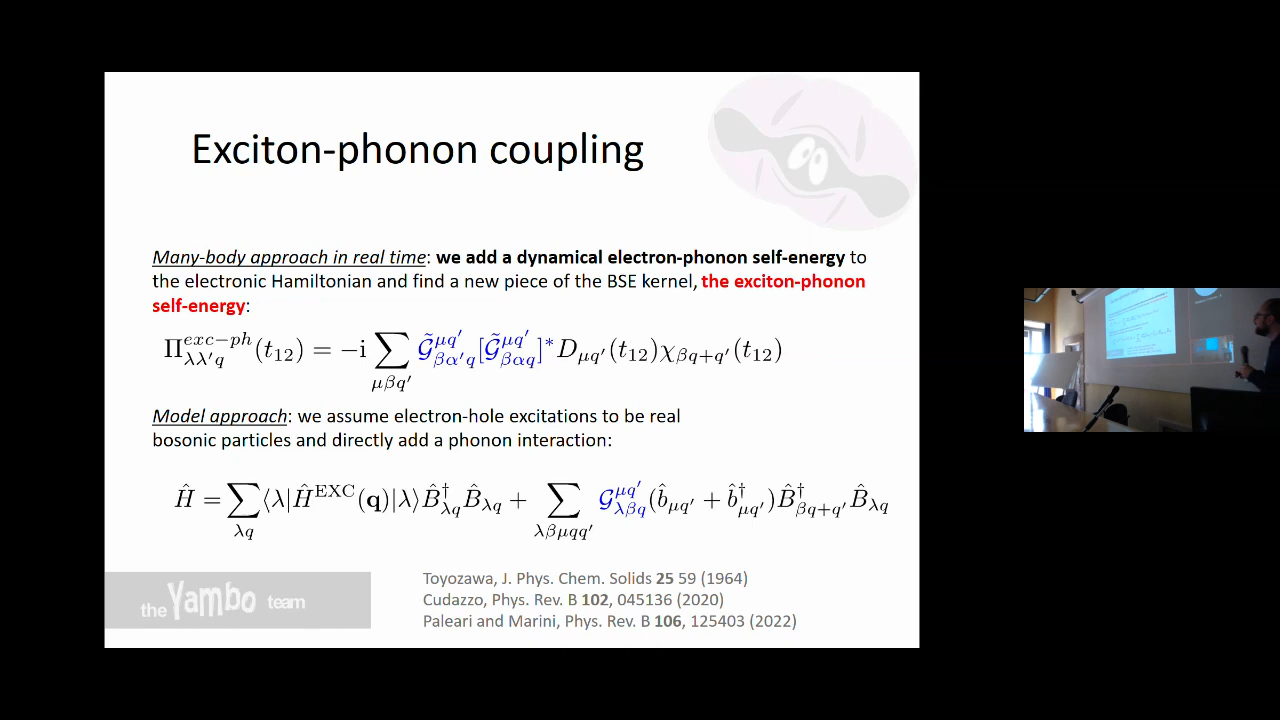 Exciton-phonon coupling
Many-body approach in real time: we add a dynamical electron-phonon self-energy to
the electronic Hamiltonian and find a new piece of the BSE kernel, the exciton-phonon
self-energy:
Π^{exc−ph}_{λλ′q}(t₁₂) = −i ∑_{μβq′} 𝒢̃^{μq′}_{βα′q}[𝒢̃^{μq′}_{βαq}]* D_{μq′}(t₁₂)χ_{βq+q′}(t₁₂)
Model approach: we assume electron-hole excitations to be real
bosonic particles and directly add a phonon interaction:
Ĥ = ∑_{λq} ⟨λ|Ĥ^{EXC}(𝐪)|λ⟩B̂†_{λq}B̂_{λq} + ∑_{λβμqq′} 𝒢^{μq′}_{λβq}(b̂_{μq′} + b̂†_{μq′})B̂†_{βq+q′}B̂_{λq}
Toyozawa, J. Phys. Chem. Solids 25 59 (1964)
Cudazzo, Phys. Rev. B 102, 045136 (2020)
Paleari and Marini, Phys. Rev. B 106, 125403 (2022)
the Yambo team